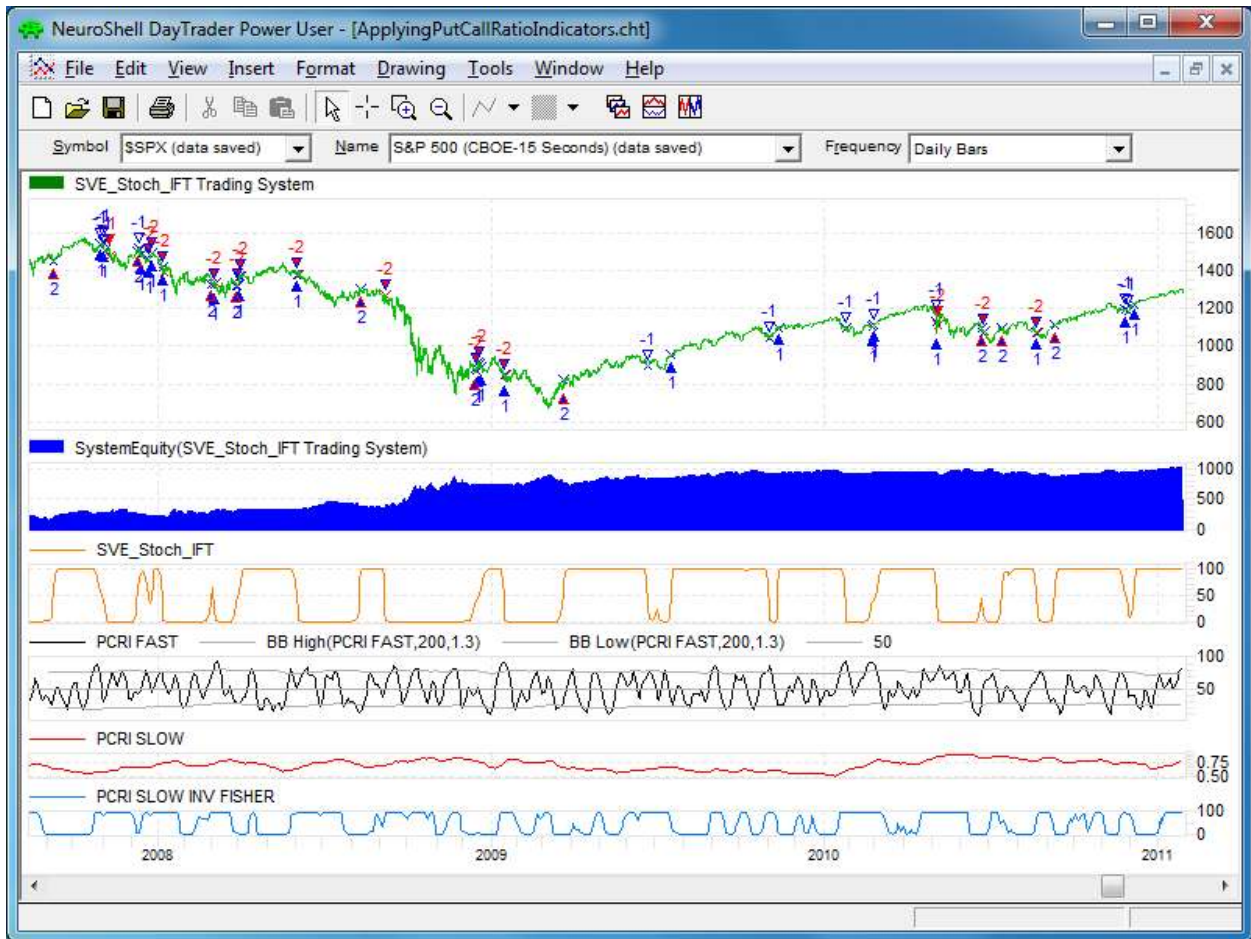 NeuroShell DayTrader Power User - [ApplyingPutCallRatioIndicators.cht]
File Edit View Insert Format Drawing Tools Window Help
Symbol $SPX (data saved) Name S&P 500 (CBOE-15 Seconds) (data saved) Frequency Daily Bars
SVE_Stoch_IFT Trading System
1600
1400
1200
1000
800
600
SystemEquity(SVE_Stoch_IFT Trading System)
1000
500
0
SVE_Stoch_IFT
100
50
0
PCRI FAST BB High(PCRI FAST,200,1.3) BB Low(PCRI FAST,200,1.3) 50
100
50
PCRI SLOW
0.75
0.50
PCRI SLOW INV FISHER
100
0
2008 2009 2010 2011